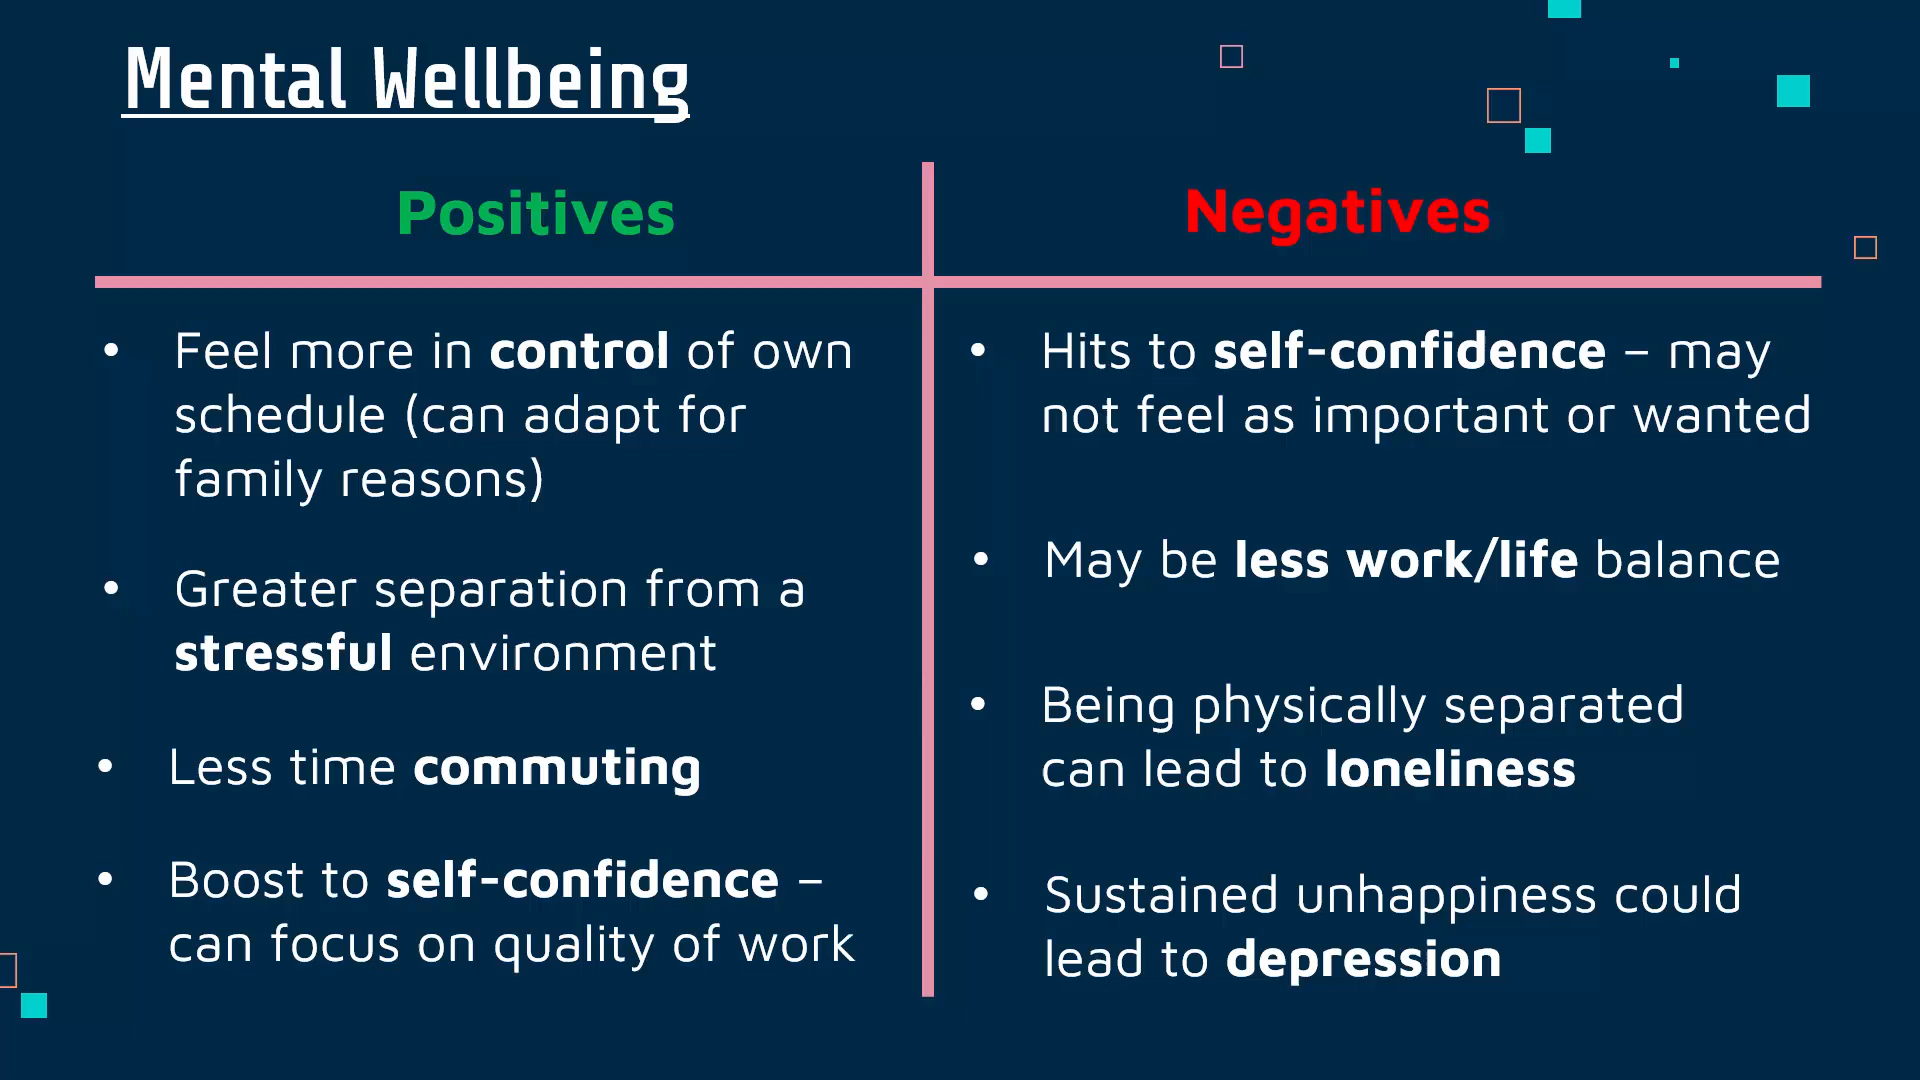 Mental Wellbeing
Positives
• Feel more in control of own
schedule (can adapt for
family reasons)
• Greater separation from a
stressful environment
• Less time commuting
• Boost to self-confidence –
can focus on quality of work
Negatives
• Hits to self-confidence – may
not feel as important or wanted
• May be less work/life balance
• Being physically separated
can lead to loneliness
• Sustained unhappiness could
lead to depression